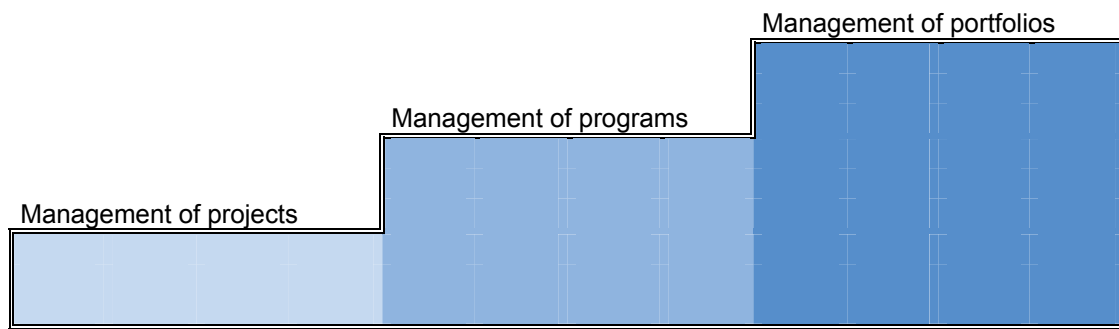 Management of portfolios
Management of programs
Management of projects